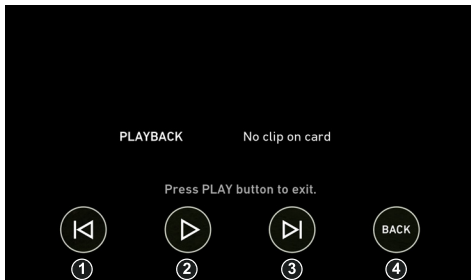 PLAYBACK No clip on card
Press PLAY button to exit.
BACK
1 2 3 4